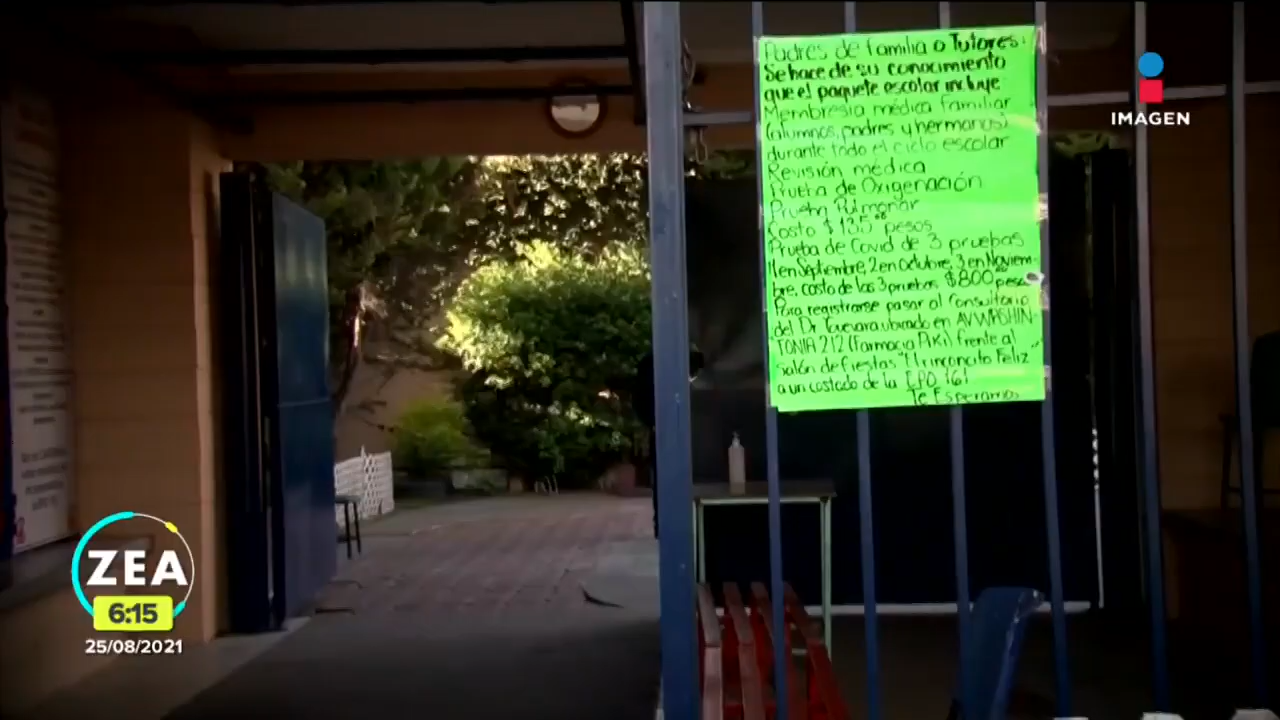 Padres de familia o Tutores:
Se hace de su conocimiento
que el paquete escolar incluye:
Membresia médica familiar
(alumnos, padres y hermanos)
durante todo el ciclo escolar
Revisión médica
Prueba de Oxigenación
Prueba Pulmonar
Costo $135.00 pesos
Prueba de Covid de 3 pruebas
1 en Septiembre, 2 en Octubre, 3 en Noviem-
bre, costo de las 3 pruebas $800.00 pesos
Para registrarse pasar al Consultorio
del Dr. Guevara ubicado en AV WASHIN-
TONIA 212 (Farmacia Piki) frente al
Salón de Fiestas "El rinconcito Feliz
a un costado de la EPO 161
Te Esperamos
IMAGEN
ZEA
6:15
25/08/2021